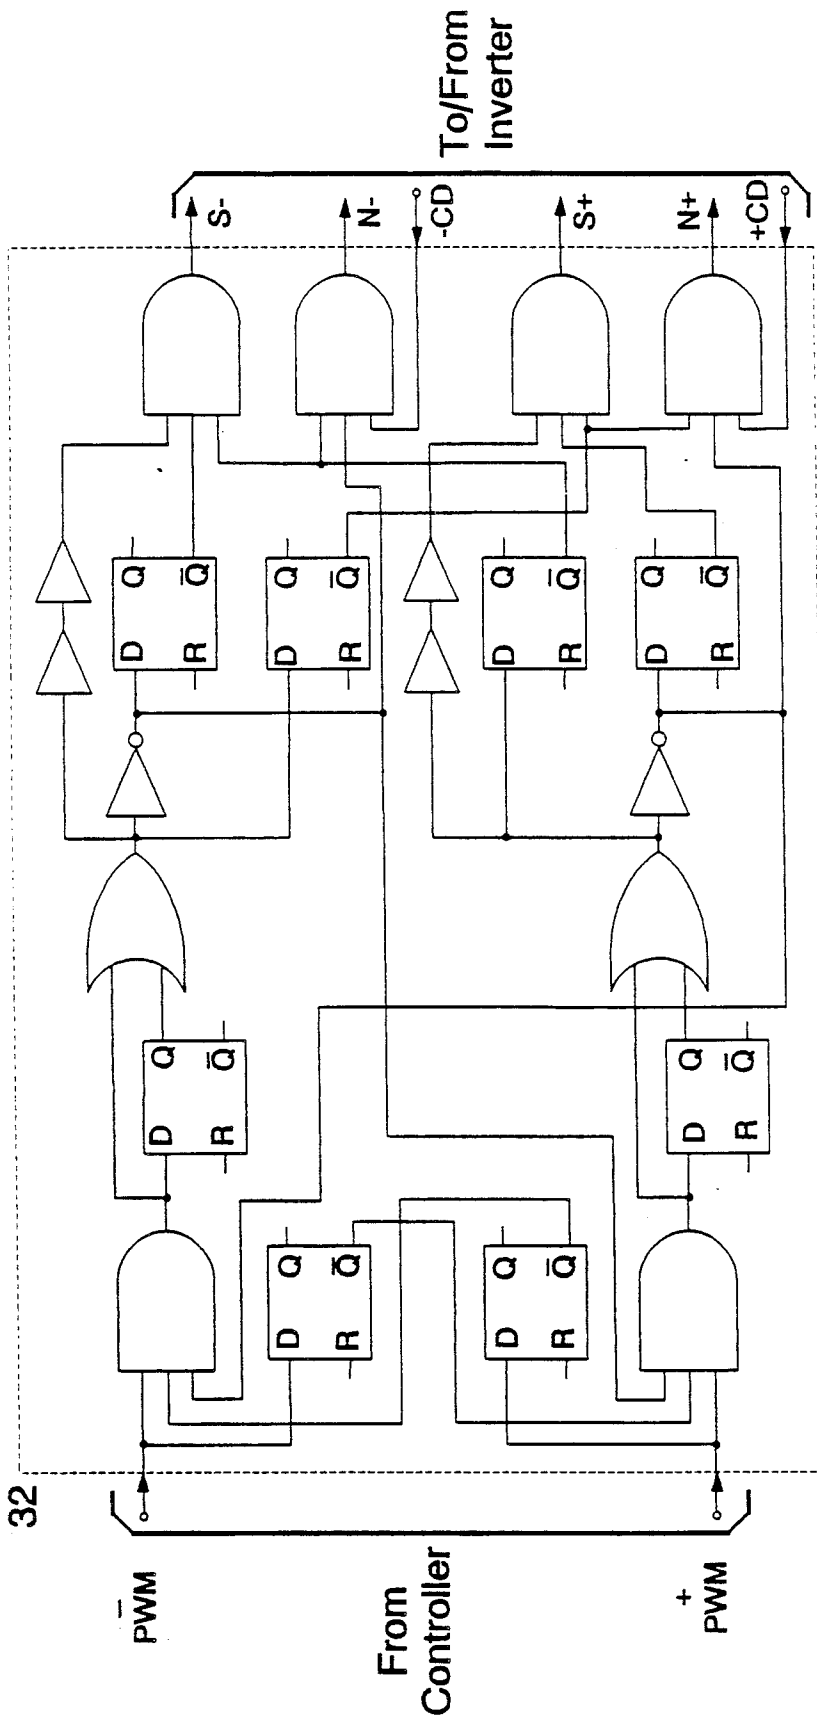 32
−
PWM
From
Controller
+
PWM
D Q
R Q̅
D Q
R Q̅
D Q
R Q̅
D Q
R Q̅
D Q
R Q̅
D Q
R Q̅
D Q
R Q̅
D Q
R Q̅
S-
N-
-CD
S+
N+
+CD
To/From
Inverter